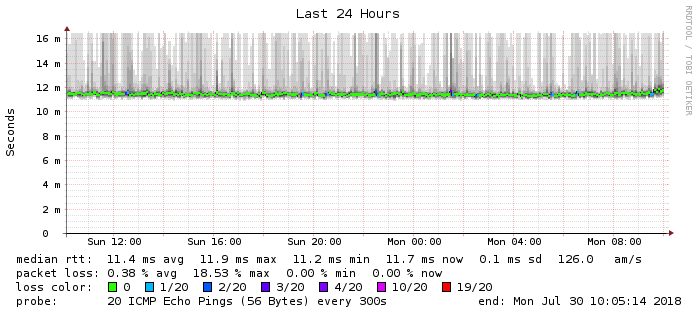 Last 24 Hours
RRDTOOL / TOBI OETIKER
Seconds
16 m
14 m
12 m
10 m
8 m
6 m
4 m
2 m
0
Sun 12:00 Sun 16:00 Sun 20:00 Mon 00:00 Mon 04:00 Mon 08:00
median rtt: 11.4 ms avg 11.9 ms max 11.2 ms min 11.7 ms now 0.1 ms sd 126.0 am/s
packet loss: 0.38 % avg 18.53 % max 0.00 % min 0.00 % now
loss color: 0 1/20 2/20 3/20 4/20 10/20 19/20
probe: 20 ICMP Echo Pings (56 Bytes) every 300s end: Mon Jul 30 10:05:14 2018